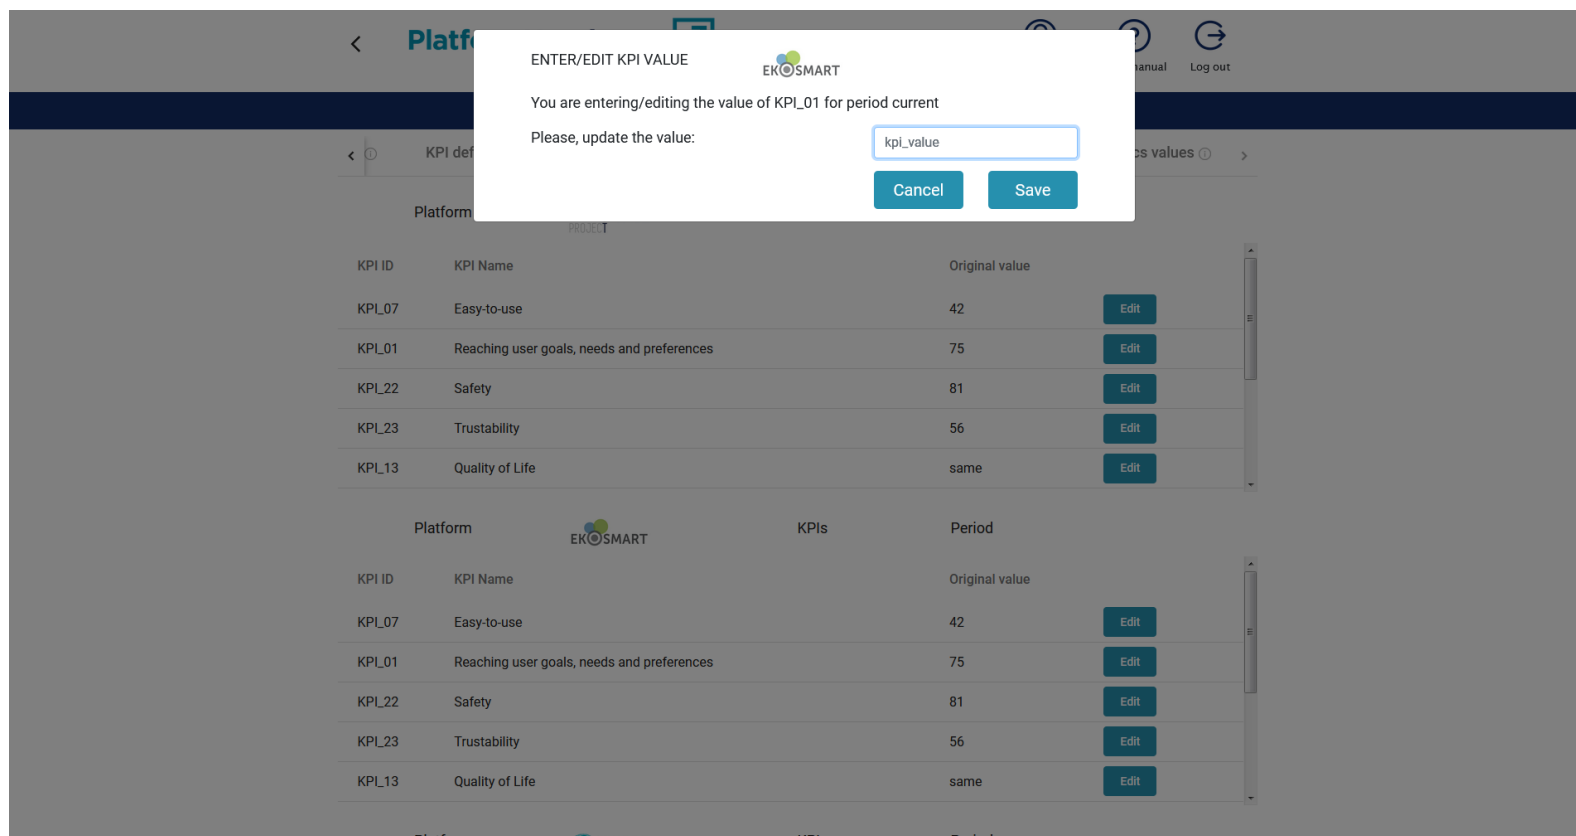 Platf
ENTER/EDIT KPI VALUE
EKOSMART
anual
Log out
You are entering/editing the value of KPI_01 for period current
Please, update the value:
kpi_value
KPI def
cs values
Cancel
Save
Platform
PROJECT
KPI ID KPI Name Original value
KPI_07 Easy-to-use 42 Edit
KPI_01 Reaching user goals, needs and preferences 75 Edit
KPI_22 Safety 81 Edit
KPI_23 Trustability 56 Edit
KPI_13 Quality of Life same Edit
Platform EKOSMART KPIs Period
KPI ID KPI Name Original value
KPI_07 Easy-to-use 42 Edit
KPI_01 Reaching user goals, needs and preferences 75 Edit
KPI_22 Safety 81 Edit
KPI_23 Trustability 56 Edit
KPI_13 Quality of Life same Edit